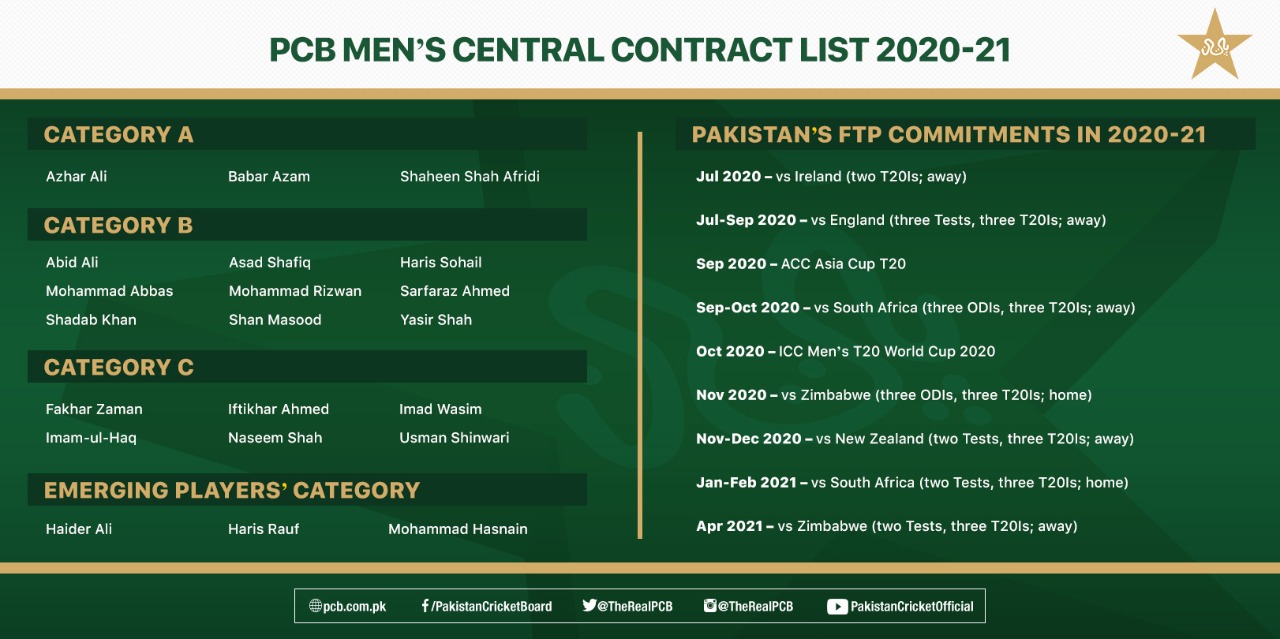 PCB MEN'S CENTRAL CONTRACT LIST 2020-21
CATEGORY A
Azhar Ali Babar Azam Shaheen Shah Afridi
CATEGORY B
Abid Ali Asad Shafiq Haris Sohail
Mohammad Abbas Mohammad Rizwan Sarfaraz Ahmed
Shadab Khan Shan Masood Yasir Shah
CATEGORY C
Fakhar Zaman Iftikhar Ahmed Imad Wasim
Imam-ul-Haq Naseem Shah Usman Shinwari
EMERGING PLAYERS' CATEGORY
Haider Ali Haris Rauf Mohammad Hasnain
PAKISTAN'S FTP COMMITMENTS IN 2020-21
Jul 2020 – vs Ireland (two T20Is; away)
Jul-Sep 2020 – vs England (three Tests, three T20Is; away)
Sep 2020 – ACC Asia Cup T20
Sep-Oct 2020 – vs South Africa (three ODIs, three T20Is; away)
Oct 2020 – ICC Men's T20 World Cup 2020
Nov 2020 – vs Zimbabwe (three ODIs, three T20Is; home)
Nov-Dec 2020 – vs New Zealand (two Tests, three T20Is; away)
Jan-Feb 2021 – vs South Africa (two Tests, three T20Is; home)
Apr 2021 – vs Zimbabwe (two Tests, three T20Is; away)
pcb.com.pk /PakistanCricketBoard @TheRealPCB @TheRealPCB PakistanCricketOfficial